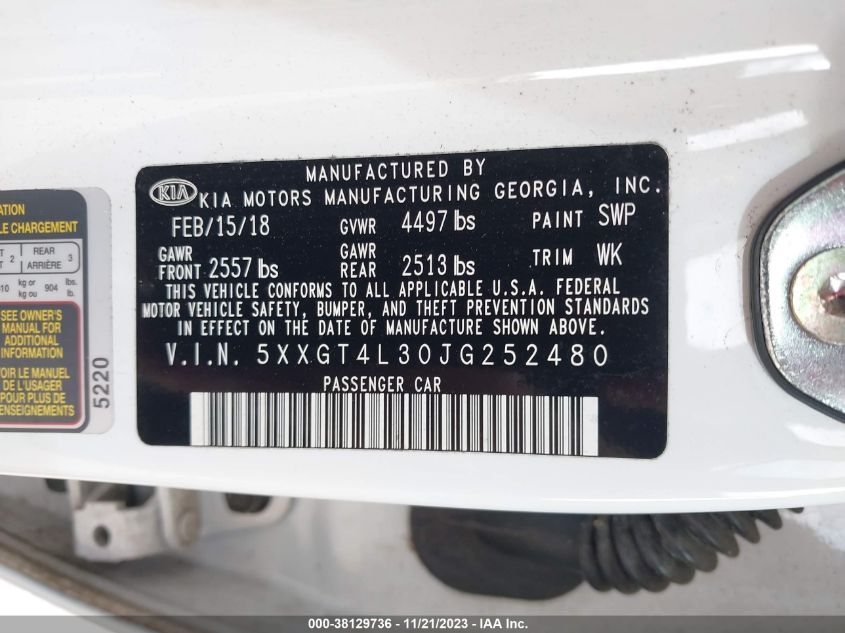 MANUFACTURED BY
KIA KIA MOTORS MANUFACTURING GEORGIA, INC.
FEB/15/18 GVWR 4497 lbs PAINT SWP
GAWR FRONT 2557 lbs GAWR REAR 2513 lbs TRIM WK
THIS VEHICLE CONFORMS TO ALL APPLICABLE U.S.A. FEDERAL
MOTOR VEHICLE SAFETY, BUMPER, AND THEFT PREVENTION STANDARDS
IN EFFECT ON THE DATE OF MANUFACTURE SHOWN ABOVE.
V.I.N. 5XXGT4L30JG252480
PASSENGER CAR
CHARGEMENT
2 REAR ARRIÈRE 3
kg or kg ou 904 lbs. lb.
SEE OWNER'S
MANUAL FOR
ADDITIONAL
INFORMATION
VOIR LE MANUEL
DE L'USAGER
POUR PLUS DE
RENSEIGNEMENTS
5220
000-38129736 - 11/21/2023 - IAAI.com